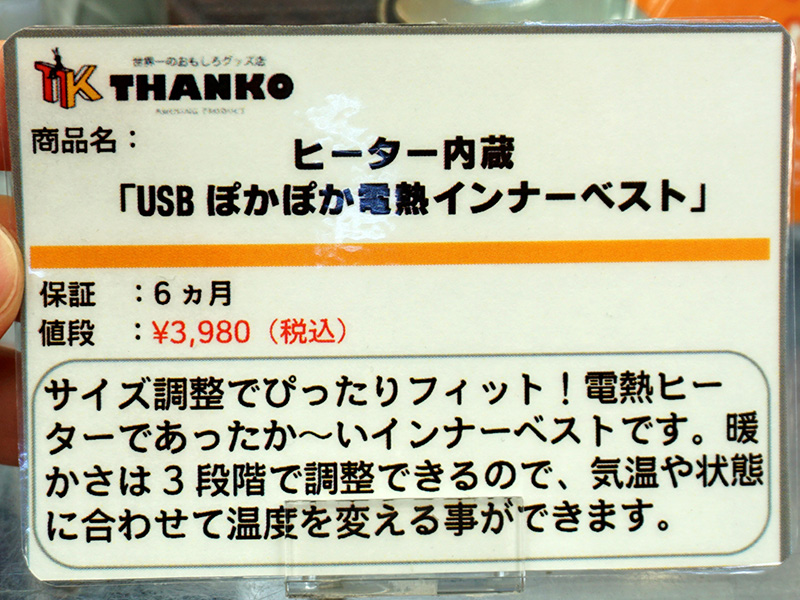 世界一のおもしろグッズ店
THANKO
AMUSING PRODUCT
商品名：
ヒーター内蔵
「USB ぽかぽか電熱インナーベスト」
保証 ：6 ヵ月
値段 ：¥3,980（税込）
サイズ調整でぴったりフィット！電熱ヒー
ターであったか～いインナーベストです。暖
かさは 3 段階で調整できるので、気温や状態
に合わせて温度を変える事ができます。